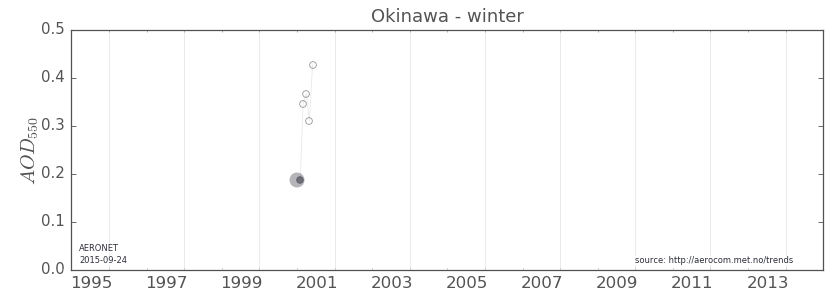 Okinawa - winter
0.5
0.4
0.3
0.2
0.1
0.0
AOD550
AERONET
2015-09-24
source: http://aerocom.met.no/trends
1995 1997 1999 2001 2003 2005 2007 2009 2011 2013